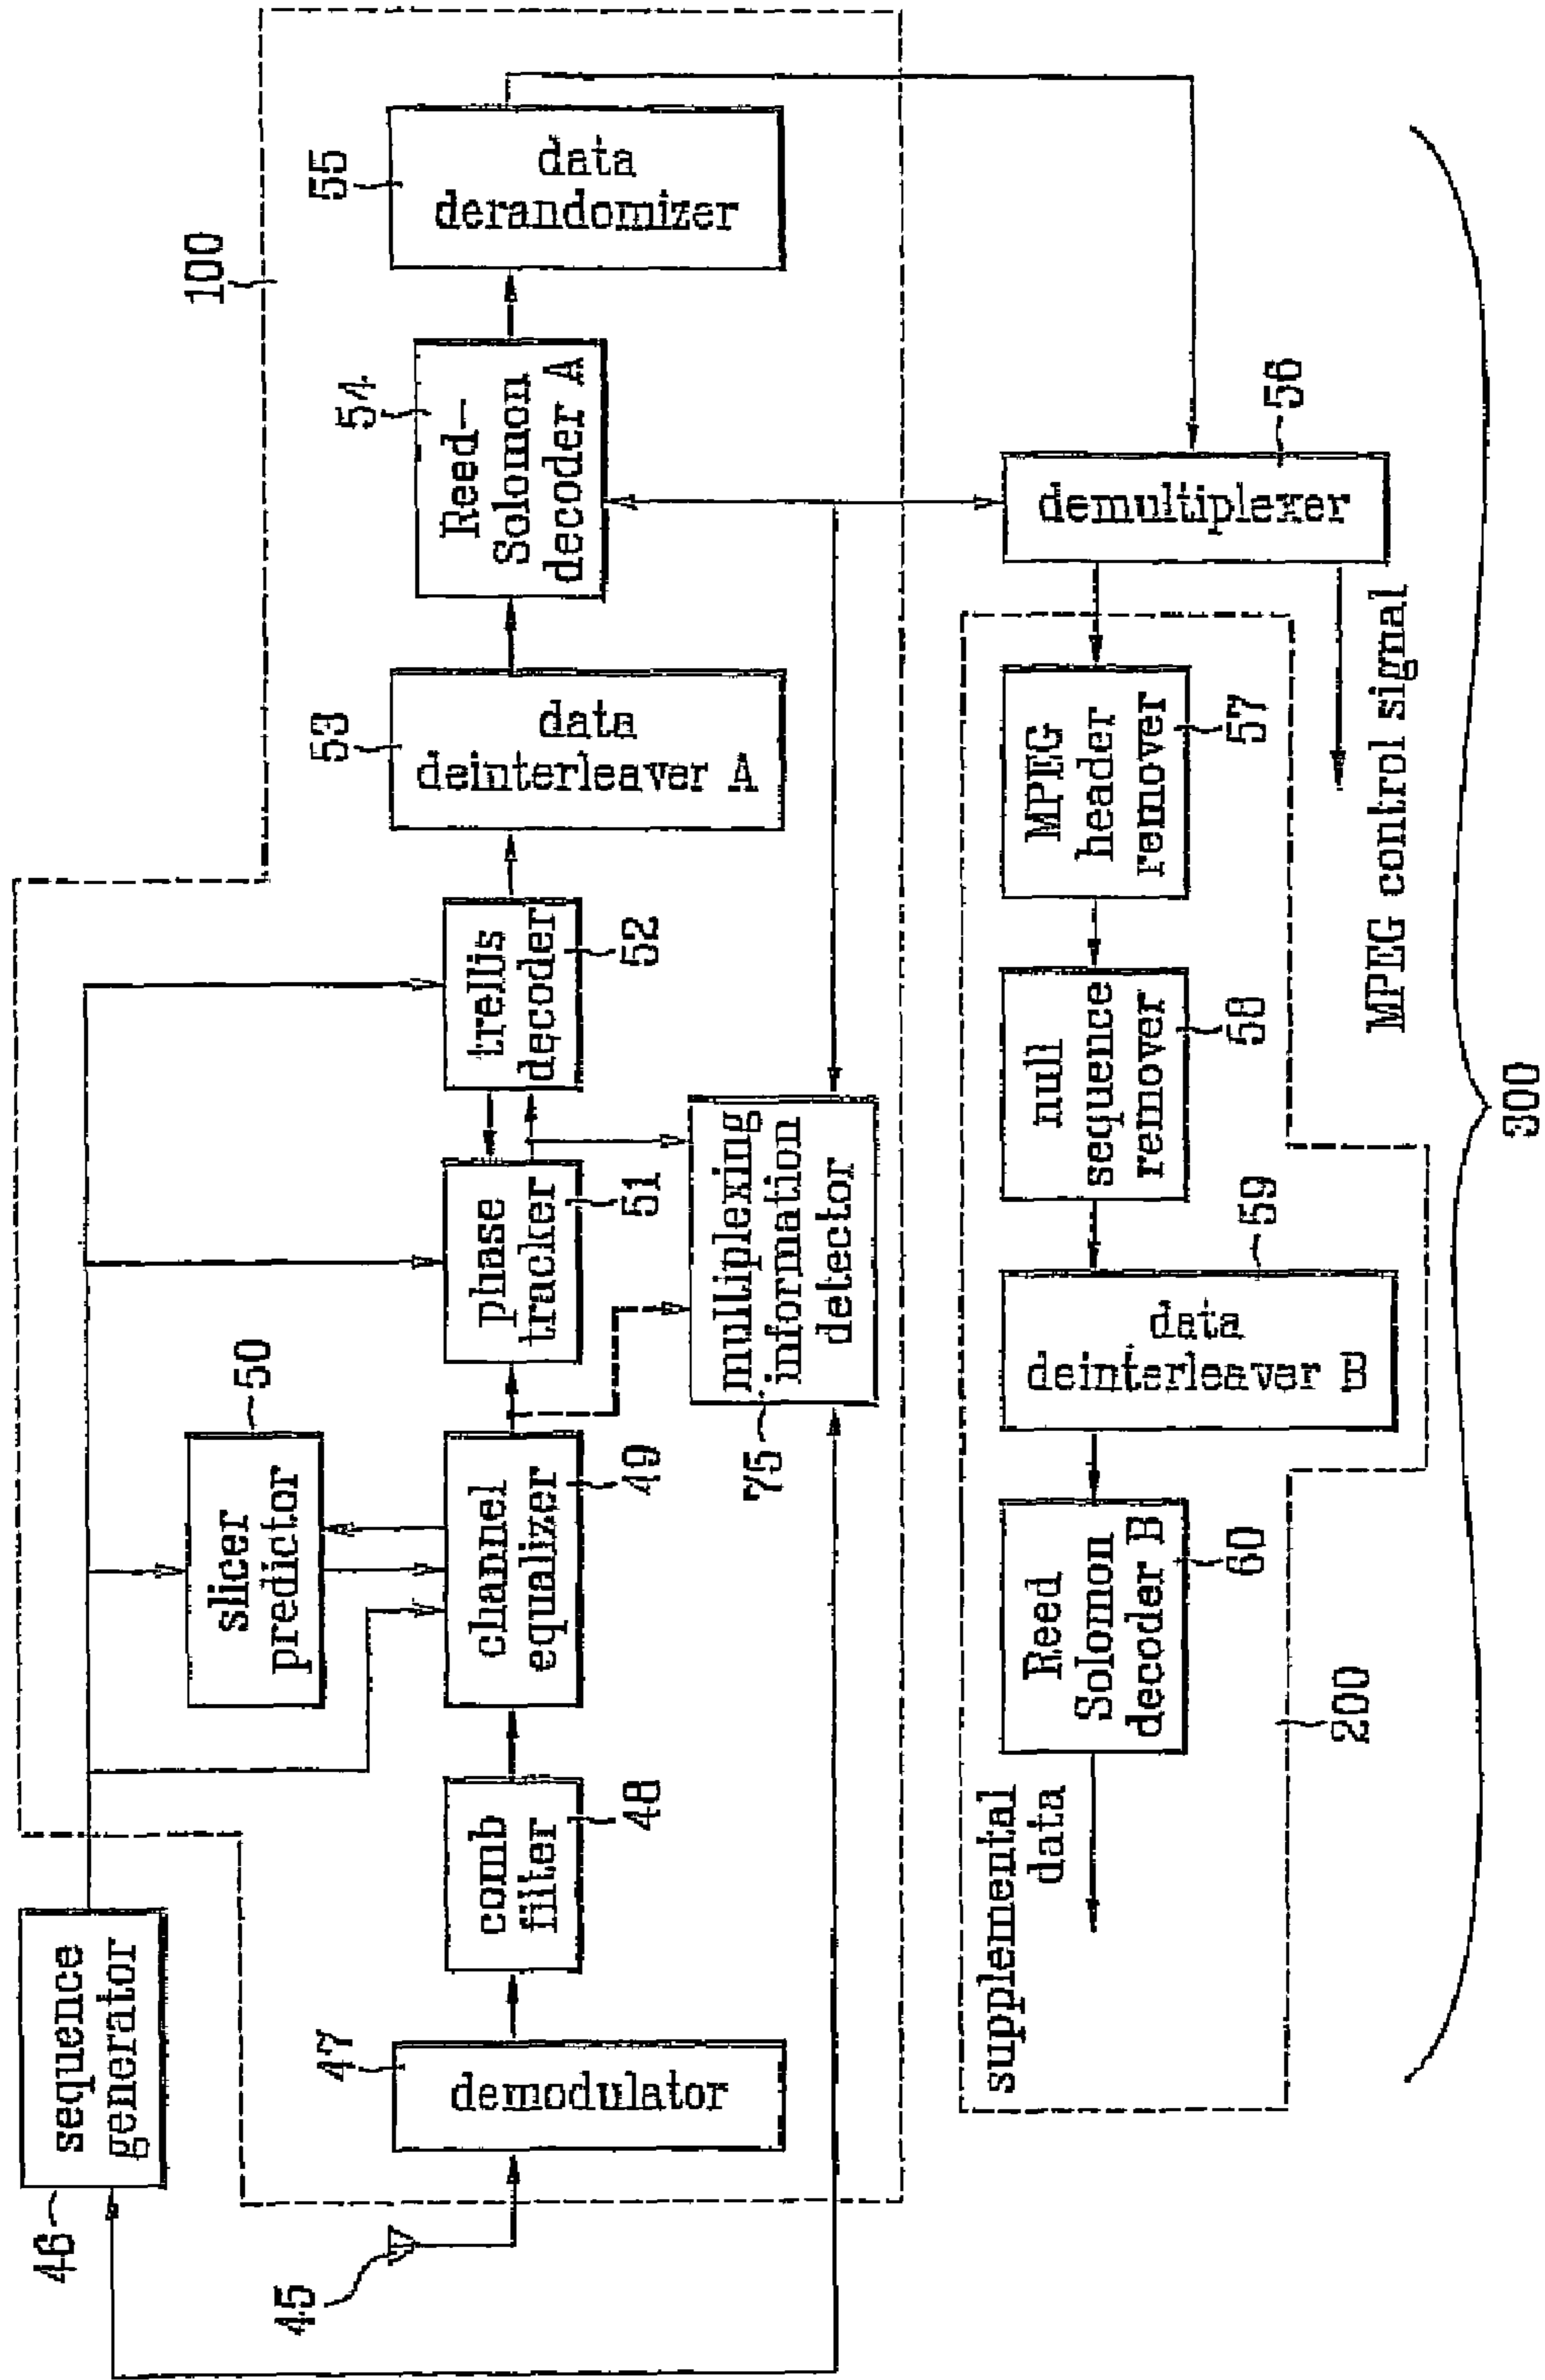 100
46
sequence
generator
slicer
predictor
50
45
47
demodulator
comb
filter
48
channel
equalizer
49
phase
tracker
51
trellis
decoder
52
53
data
deinterleaver A
54
Reed-
Solomon
decoder A
55
data
derandomizer
75
multiplexing
information
detector
supplemental
data
Reed
Solomon
decoder B
60
data
deinterleaver B
59
null
sequence
remover
58
MPEG
header
remover
57
demultiplexer
56
200
MPEG control signal
300